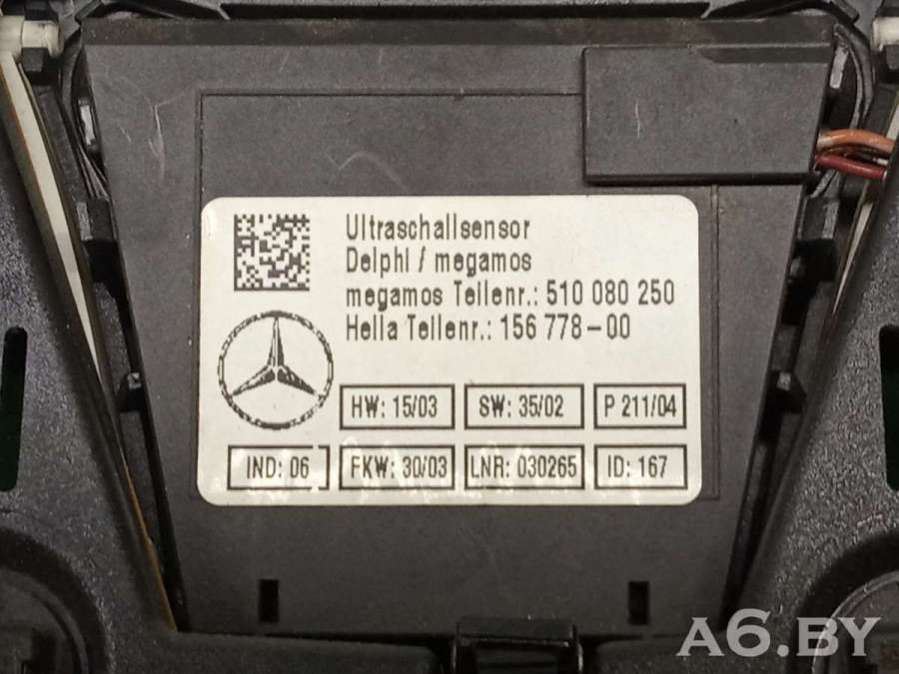 Ultraschallsensor
Delphi / megamos
megamos Teilenr.: 510 080 250
Hella Teilenr.: 156 778-00
HW: 15/03 SW: 35/02 P 211/04
IND: 06 FKW: 30/03 LNR: 030265 ID: 167
A6.BY